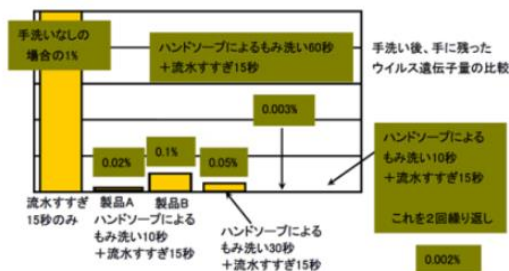 手洗いなしの
場合の1%
ハンドソープによるもみ洗い60秒
+流水すすぎ15秒
手洗い後、手に残った
ウイルス遺伝子量の比較
0.003%
0.02%
0.1%
0.05%
ハンドソープによる
もみ洗い10秒
+流水すすぎ15秒
これを2回繰り返し
0.002%
流水すすぎ
15秒のみ
製品A
製品B
ハンドソープによる
もみ洗い10秒
+流水すすぎ15秒
ハンドソープによる
もみ洗い30秒
+流水すすぎ15秒